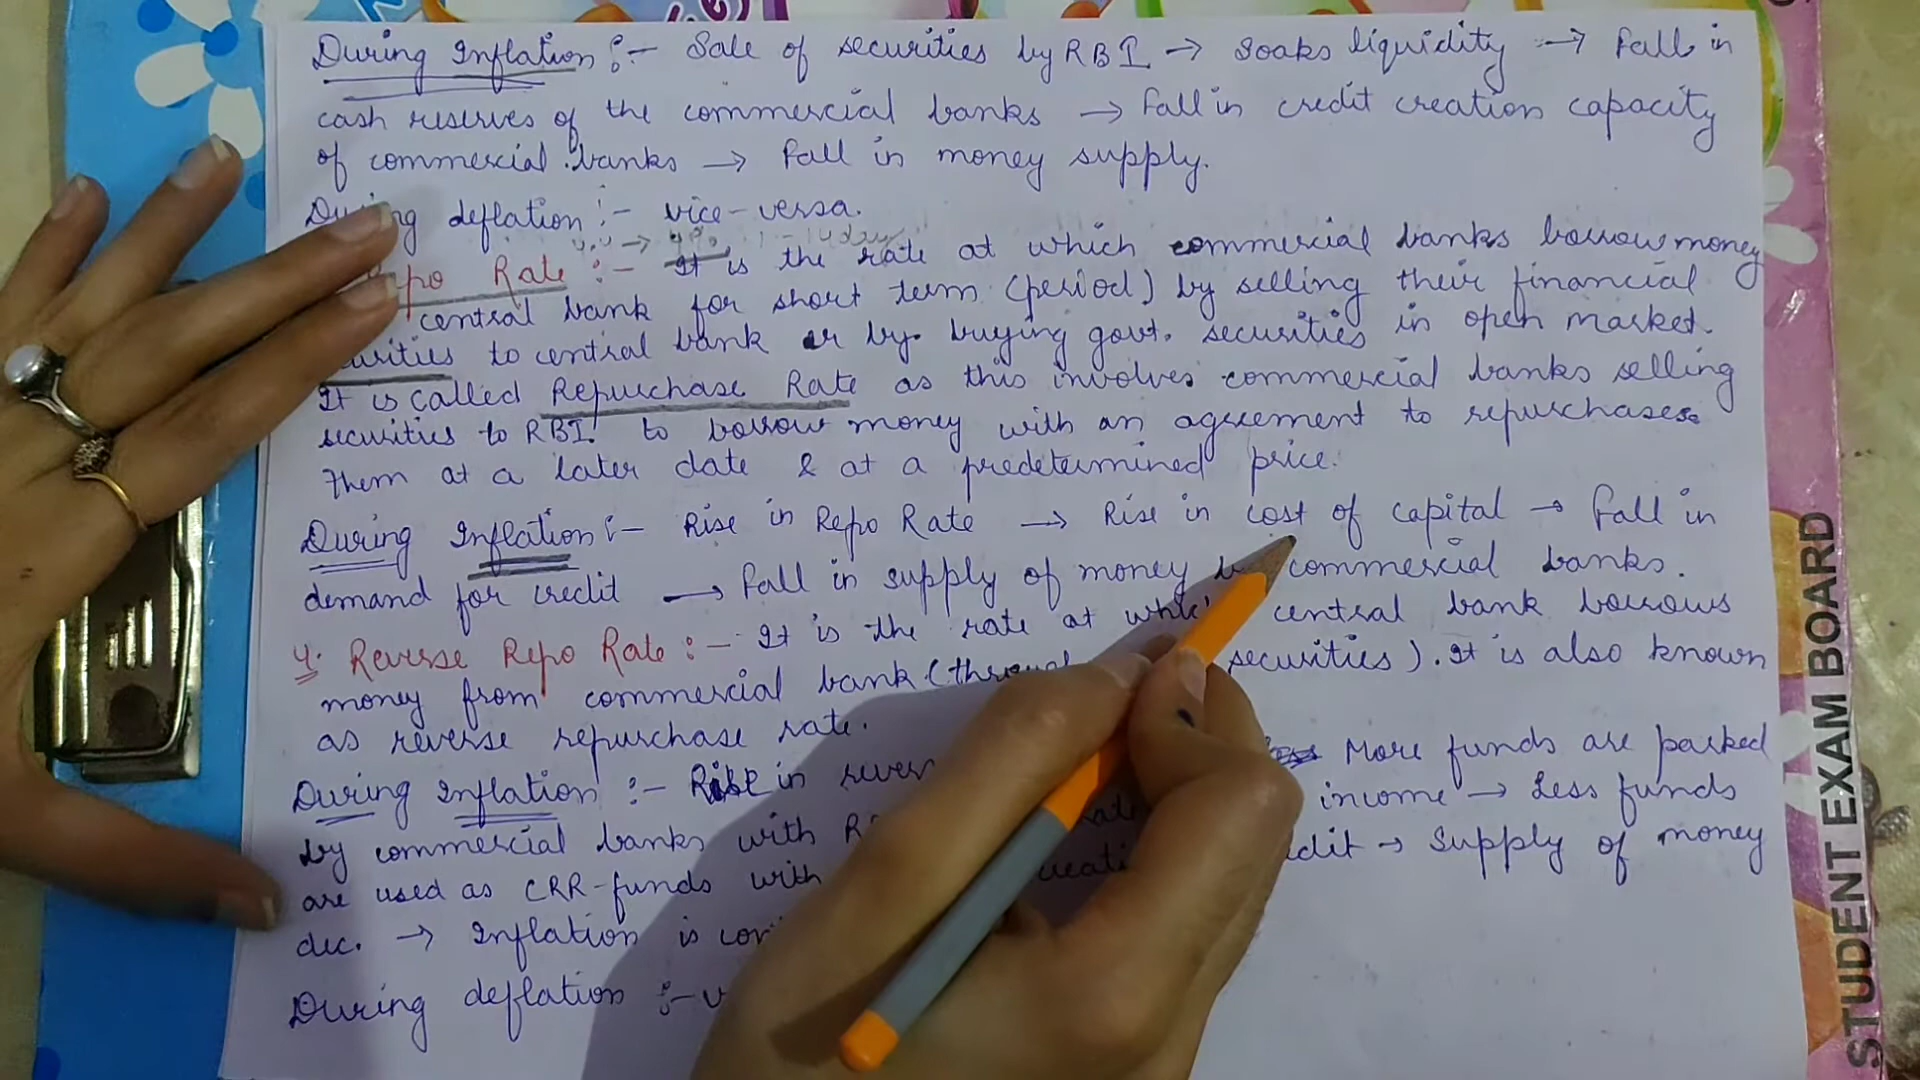 During Inflation :- Sale of securities by RBI → Soaks liquidity → Fall in
cash reserves of the commercial banks → Fall in credit creation capacity
of commercial banks → Fall in money supply.
During deflation :- vice-versa.
Repo Rate :- It is the rate at which commercial banks borrow money
central bank for short term (period) by selling their financial
to central bank or by buying govt. securities in open market.
It is called Repurchase Rate as this involves commercial banks selling
securities to RBI to borrow money with an agreement to repurchases
them at a later date & at a predetermined price.
During Inflation :- Rise in Repo Rate → Rise in cost of capital → Fall in
demand for credit → Fall in supply of money commercial banks.
4. Reverse Repo Rate :- It is the rate at central bank borrows
money from commercial bank ( securities). It is also known
as reverse repurchase rate.
During Inflation :- Rise in More funds are parked
by commercial banks with income → Less funds
are used as CRR-funds with → Supply of money
dec. → Inflation is
During deflation :-
STUDENT EXAM BOARD